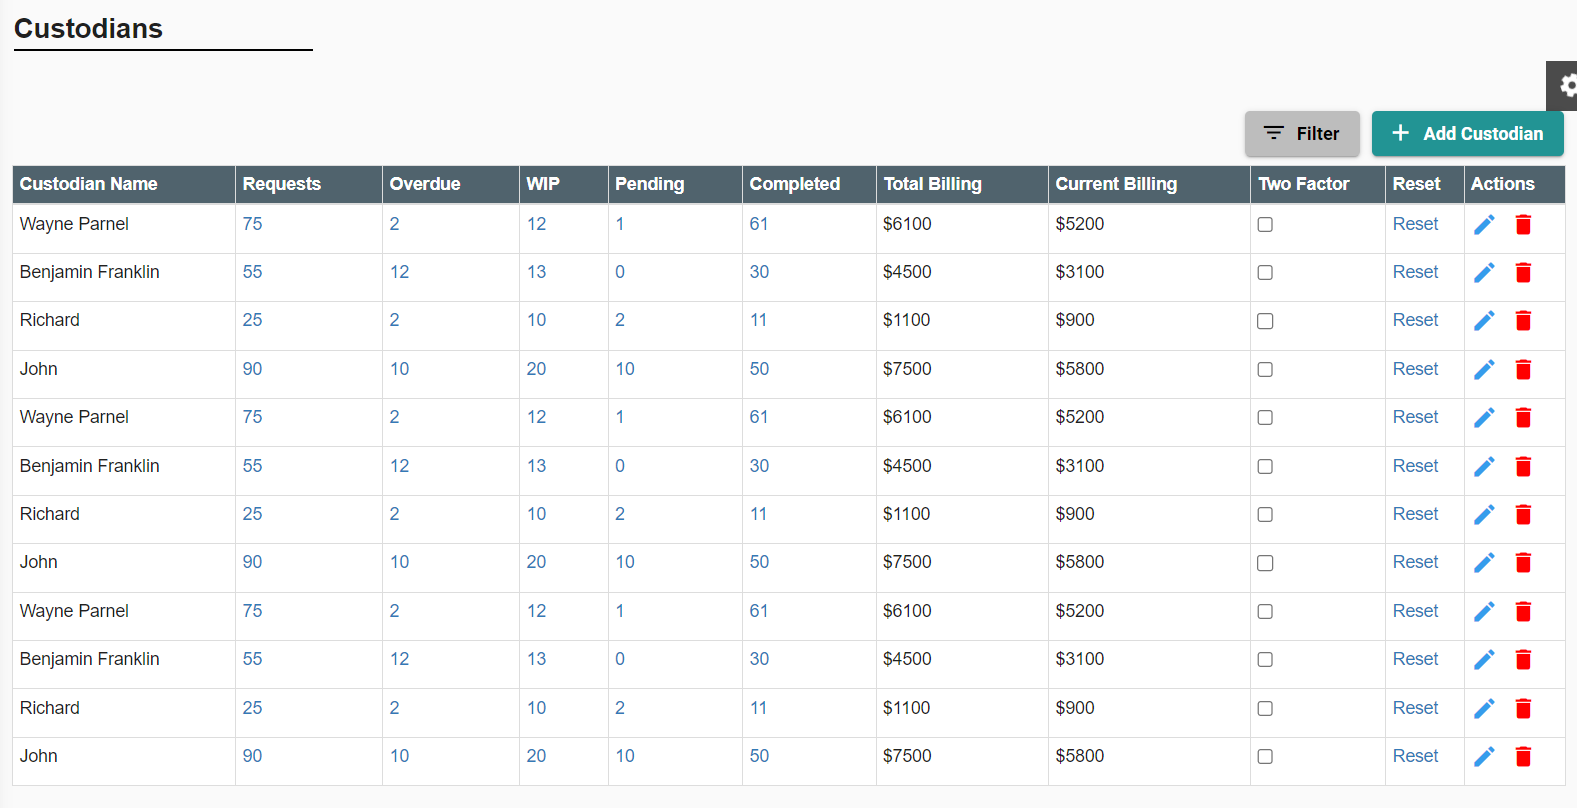 Custodians
Filter
Add Custodian
Custodian Name Requests Overdue WIP Pending Completed Total Billing Current Billing Two Factor Reset Actions
Wayne Parnel 75 2 12 1 61 $6100 $5200 Reset
Benjamin Franklin 55 12 13 0 30 $4500 $3100 Reset
Richard 25 2 10 2 11 $1100 $900 Reset
John 90 10 20 10 50 $7500 $5800 Reset
Wayne Parnel 75 2 12 1 61 $6100 $5200 Reset
Benjamin Franklin 55 12 13 0 30 $4500 $3100 Reset
Richard 25 2 10 2 11 $1100 $900 Reset
John 90 10 20 10 50 $7500 $5800 Reset
Wayne Parnel 75 2 12 1 61 $6100 $5200 Reset
Benjamin Franklin 55 12 13 0 30 $4500 $3100 Reset
Richard 25 2 10 2 11 $1100 $900 Reset
John 90 10 20 10 50 $7500 $5800 Reset